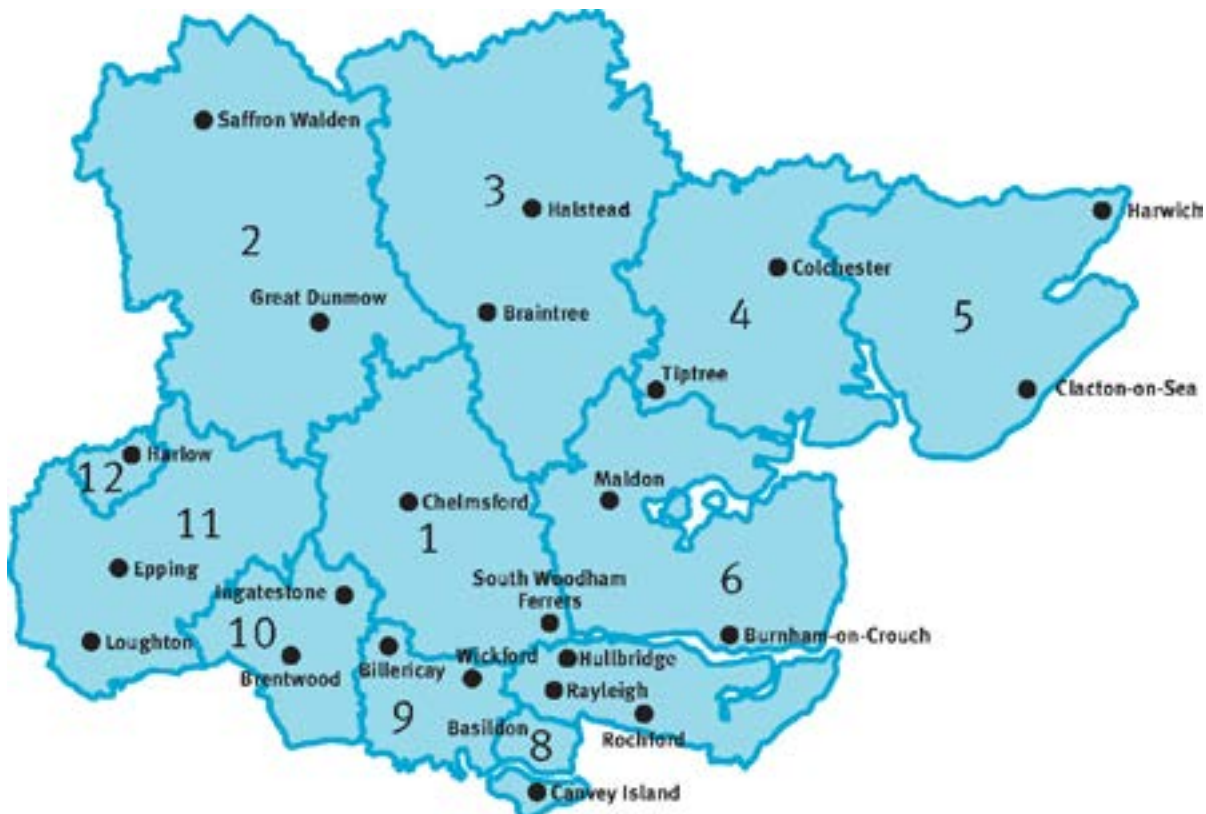 Saffron Walden
3
Halstead
Harwich
2
Colchester
Great Dunmow
Braintree
4
5
Tiptree
Clacton-on-Sea
Harlow
12
Maldon
Chelmsford
11
1
Epping
South Woodham
Ferrers
6
Ingatestone
10
Loughton
Burnham-on-Crouch
Billericay
Wickford
Hullbridge
Brentwood
Rayleigh
9
Basildon
8
Rochford
Canvey Island